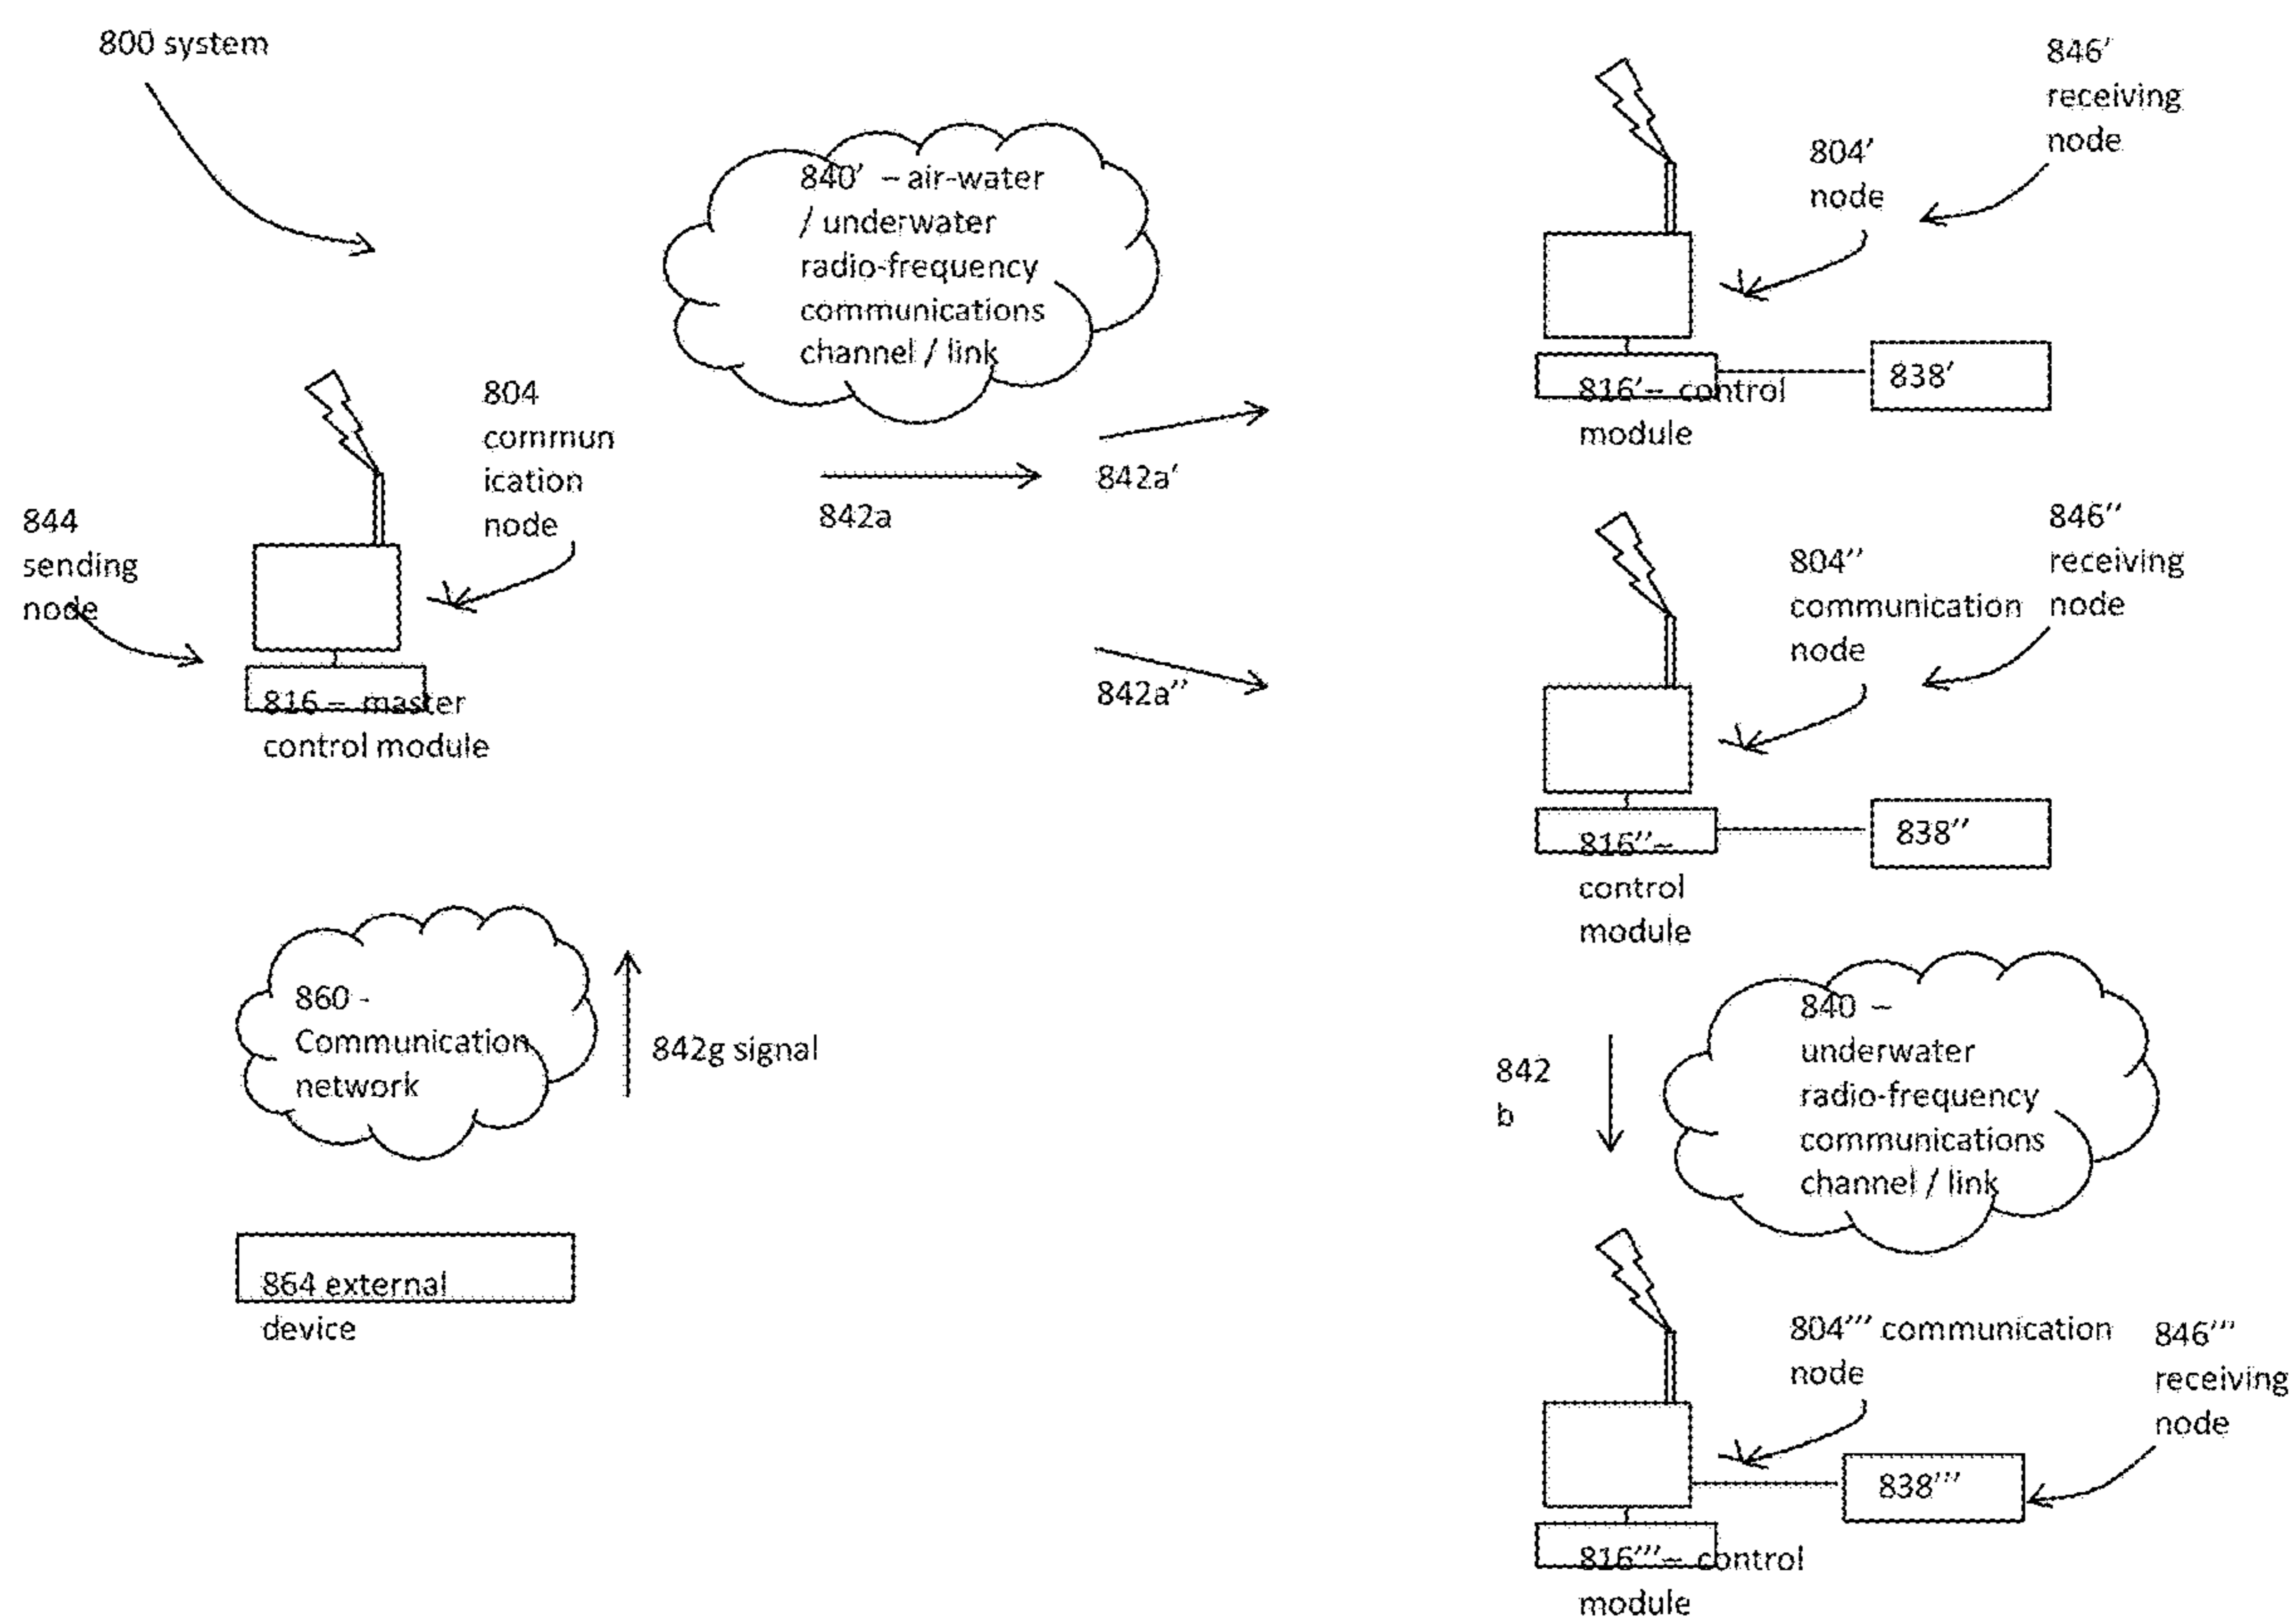 800 system
846′
receiving
node
804′
node
840′ – air-water
/ underwater
radio-frequency
communications
channel / link
838′
816′– control
module
804
commun
ication
node
842a′
842a
844
sending
node
846′′
receiving
node
804′′
communication
node
842a′′
816 – master
control module
838′′
816′′–
control
module
860 -
Communication
network
842g signal
840 –
underwater
radio-frequency
communications
channel / link
842
b
864 external
device
804′′′ communication
node
846′′′
receiving
node
838′′′
816′′′– control
module